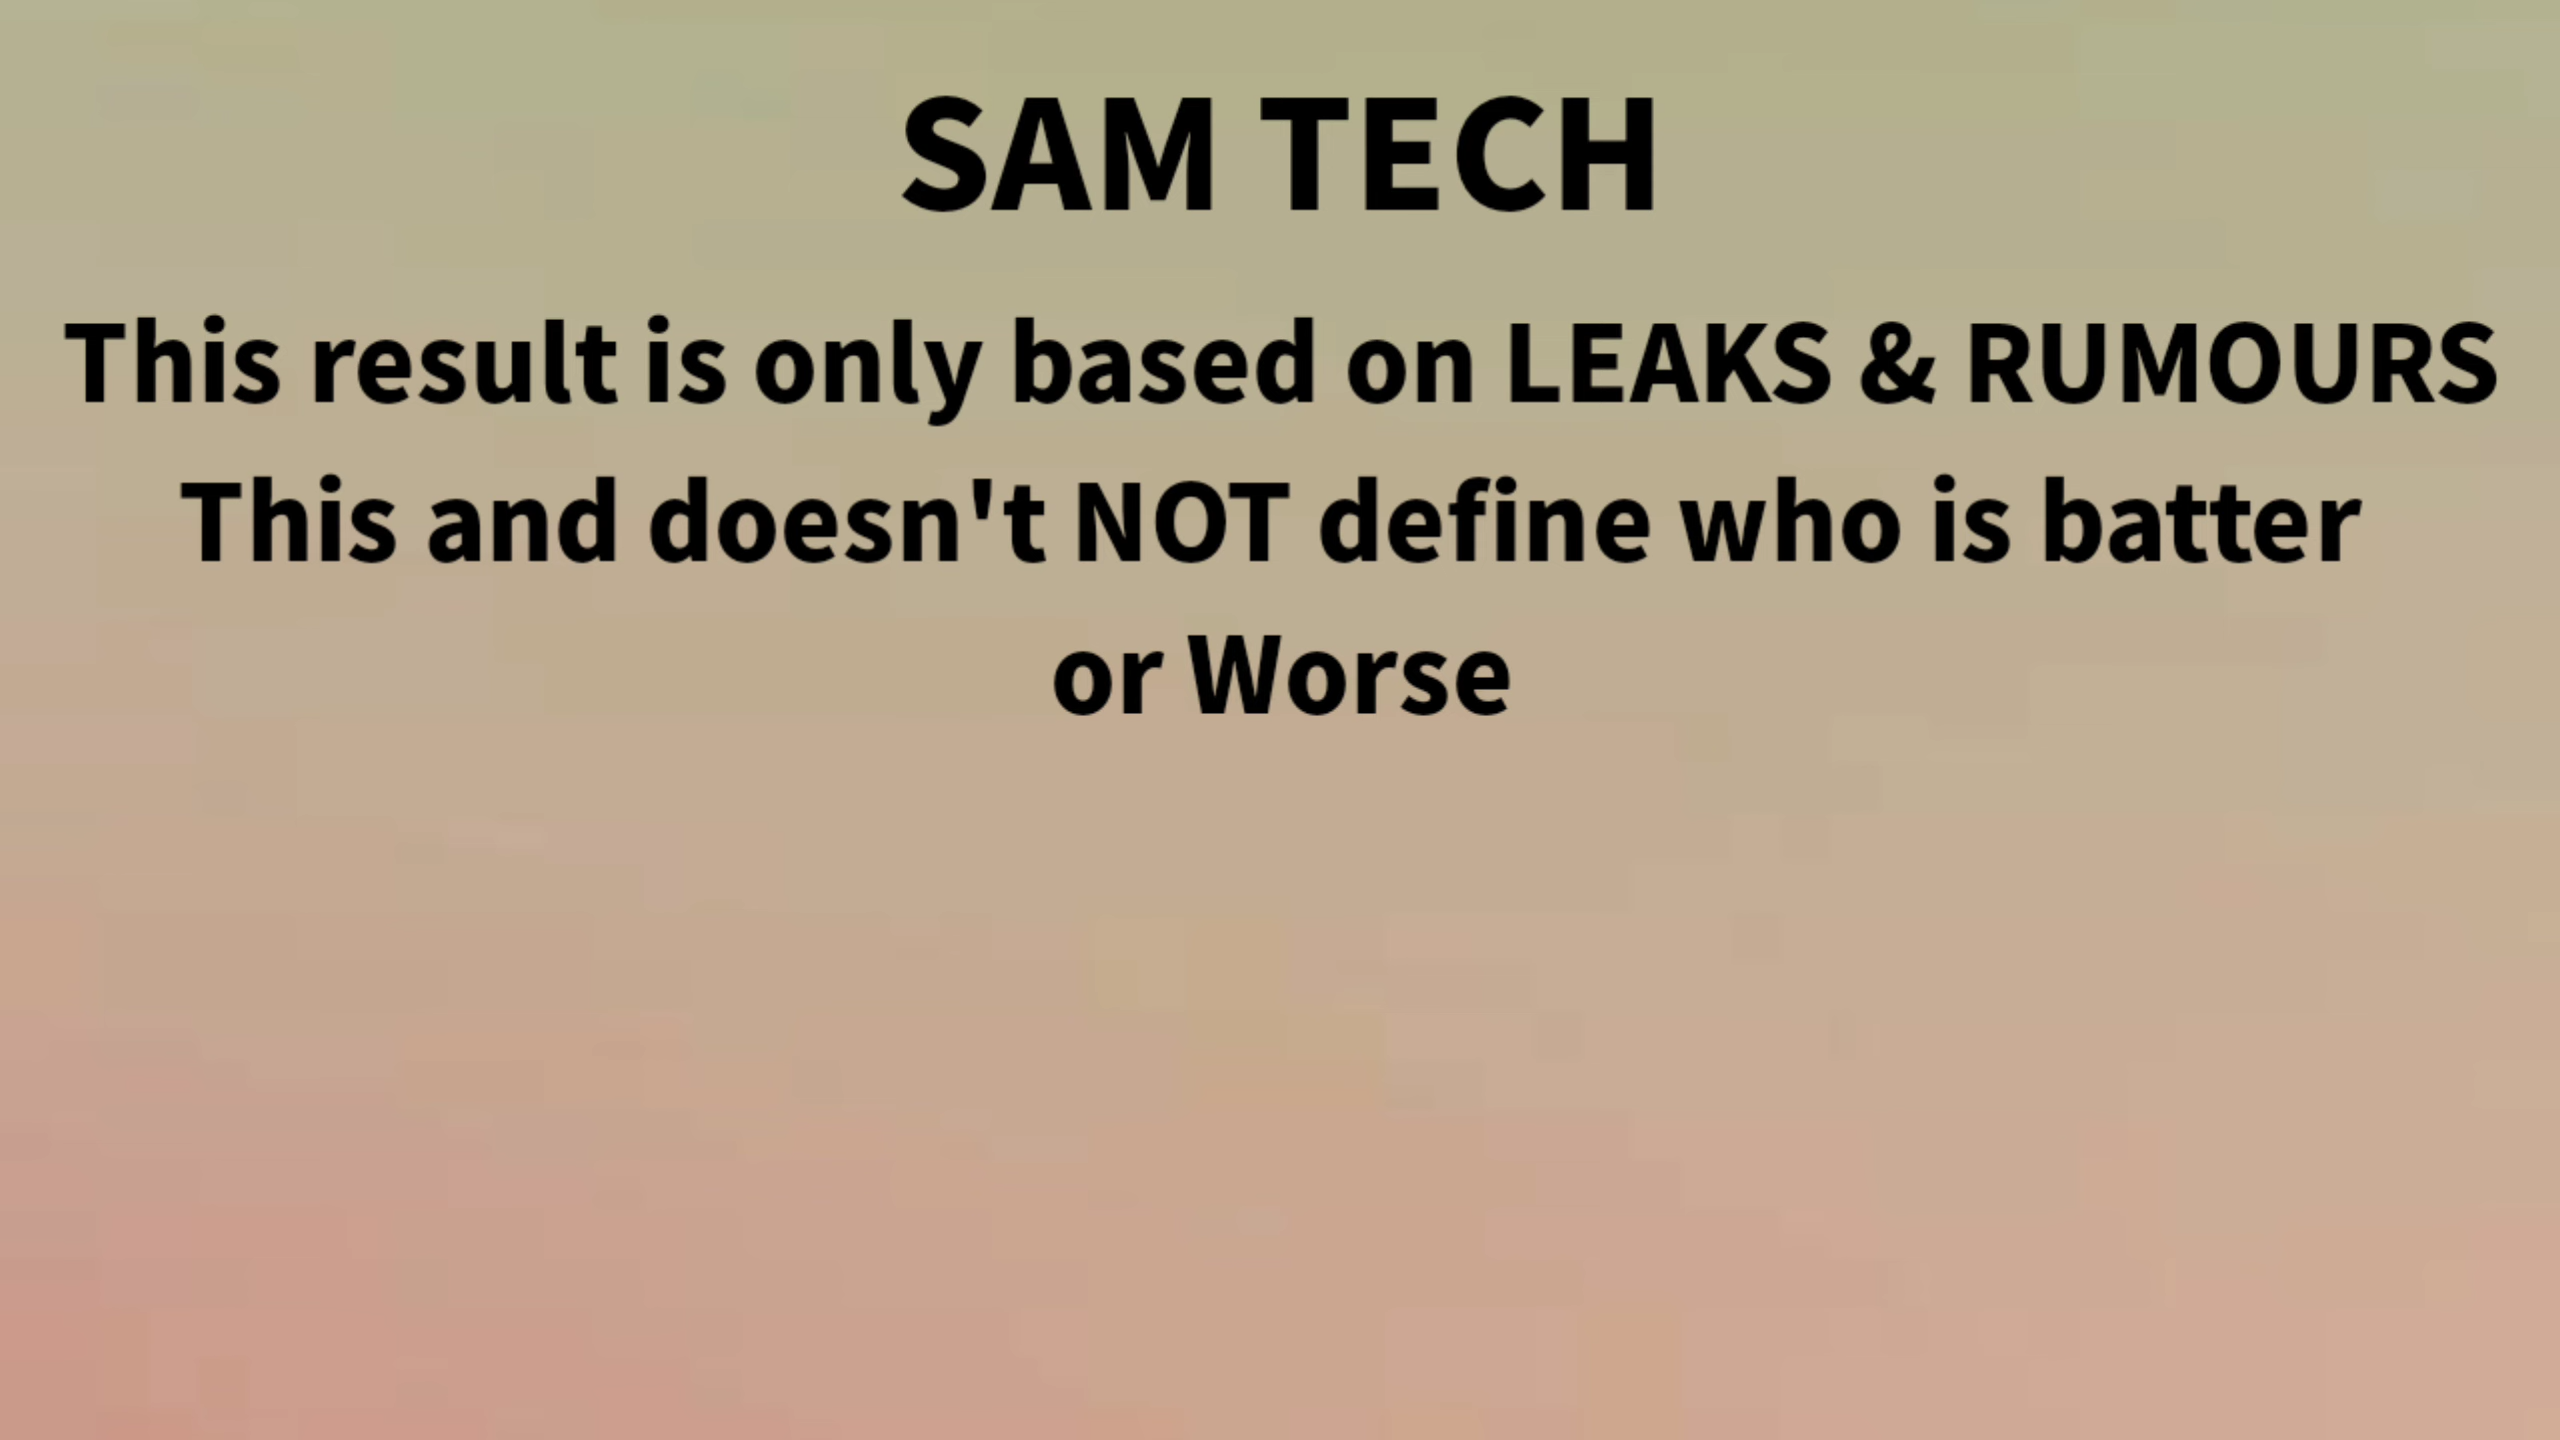 SAM TECH
This result is only based on LEAKS & RUMOURS
This and doesn't NOT define who is batter
or Worse